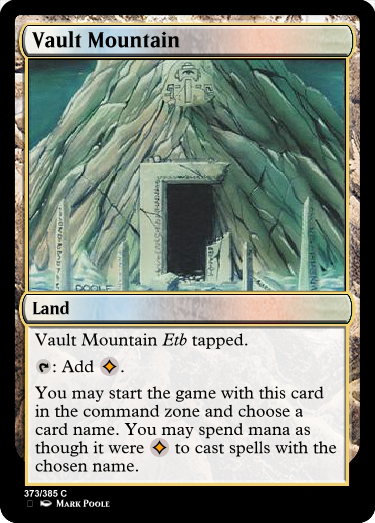 Vault Mountain
POOLE
Land
Vault Mountain Etb tapped.
: Add .
You may start the game with this card
in the command zone and choose a
card name. You may spend mana as
though it were to cast spells with the
chosen name.
373/385 C
MARK POOLE